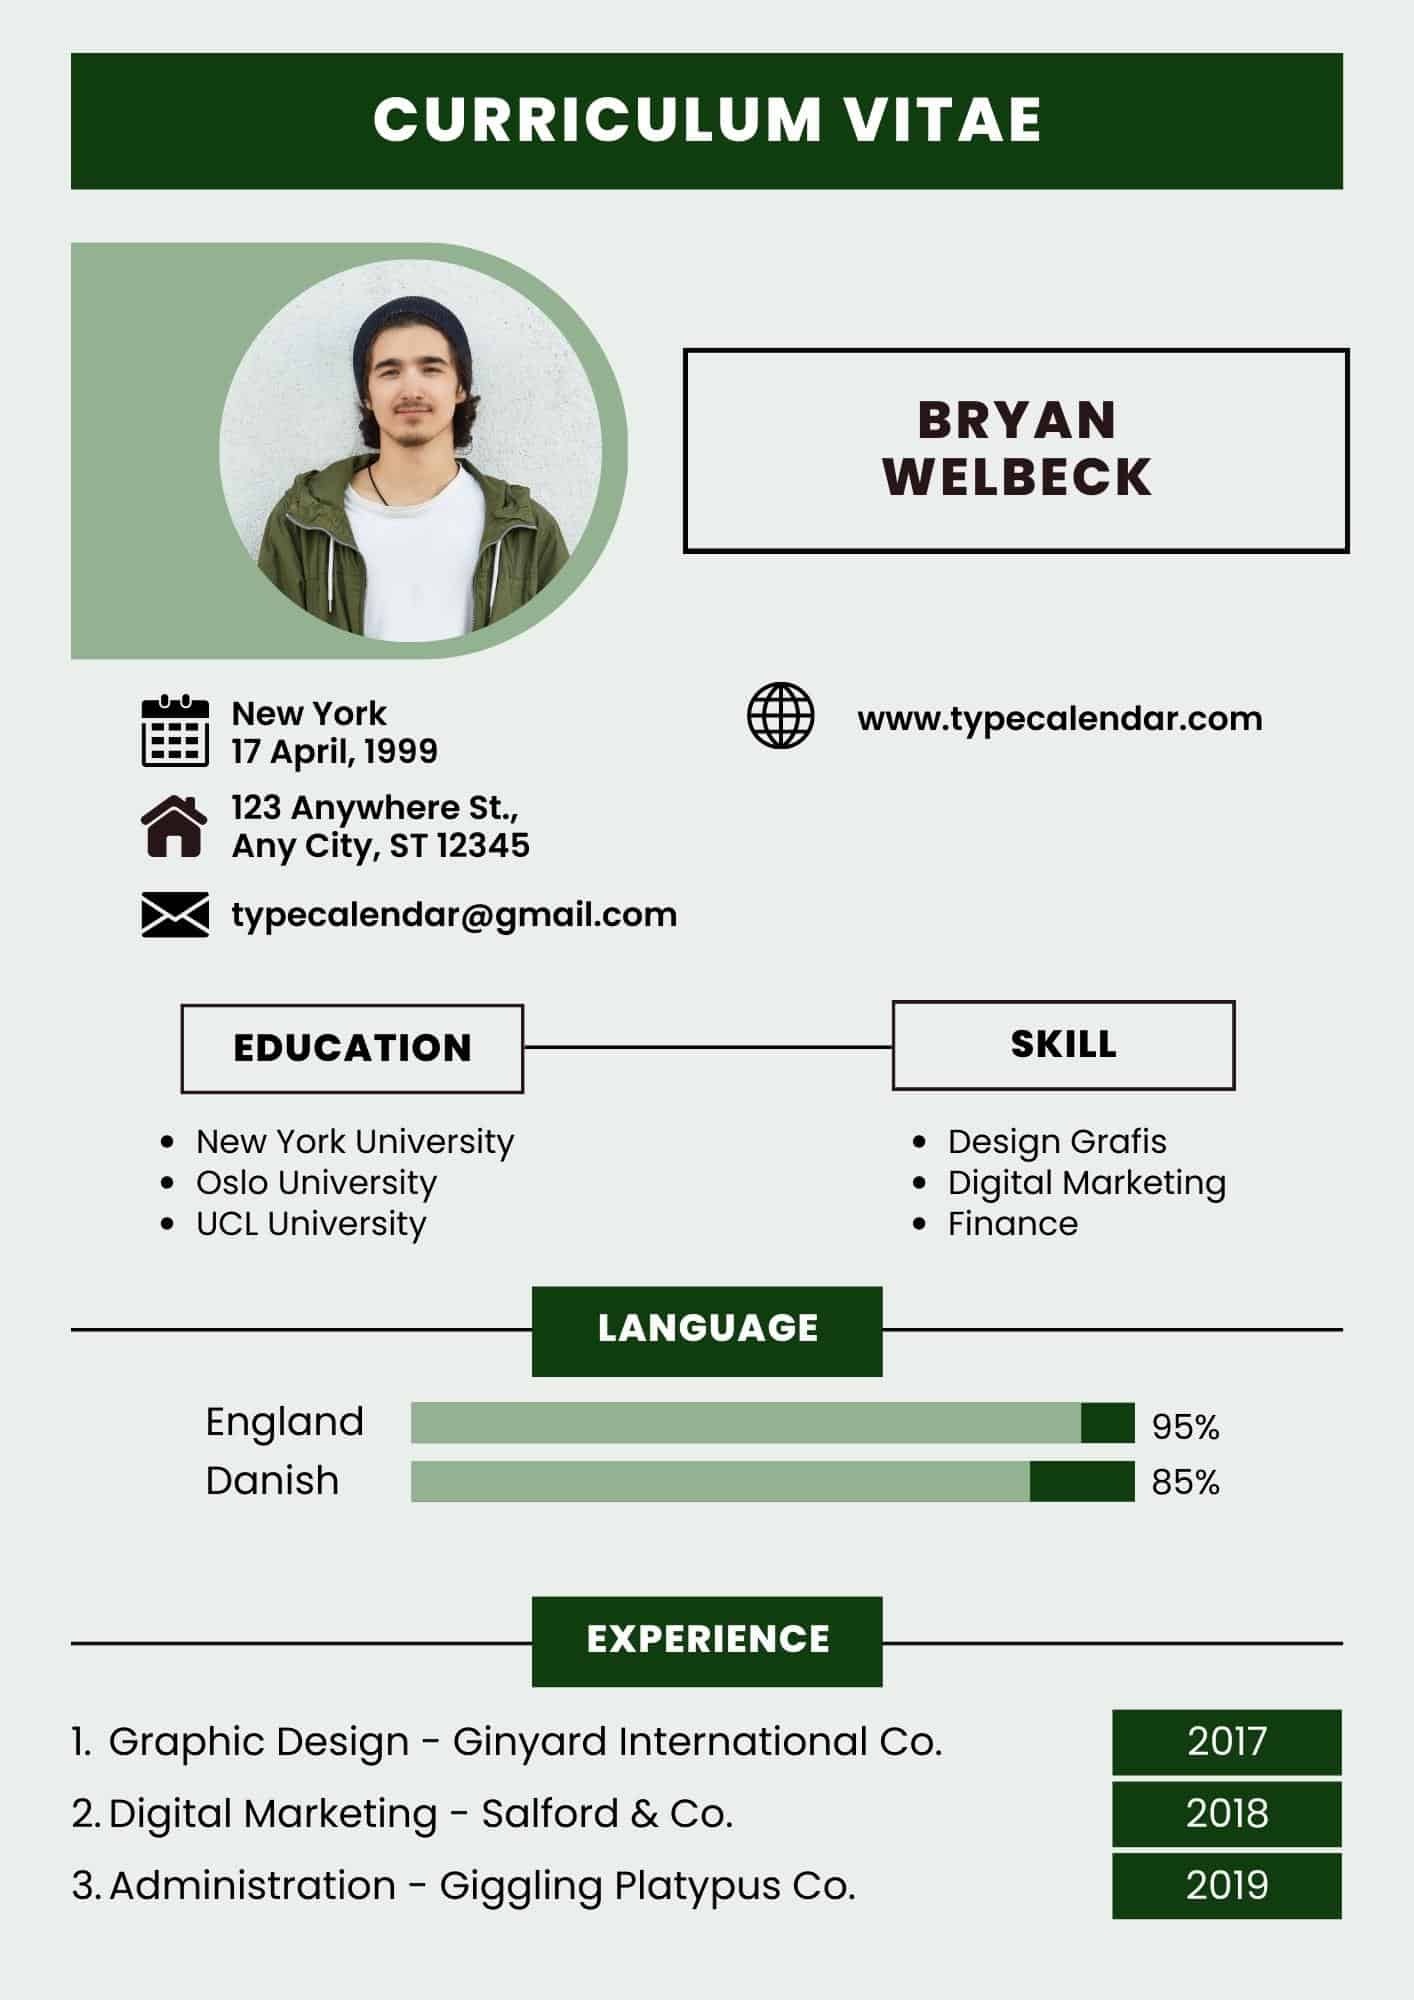 CURRICULUM VITAE
BRYAN
WELBECK
New York
17 April, 1999
www.typecalendar.com
123 Anywhere St.,
Any City, ST 12345
typecalendar@gmail.com
EDUCATION
• New York University
• Oslo University
• UCL University
SKILL
• Design Grafis
• Digital Marketing
• Finance
LANGUAGE
England 95%
Danish 85%
EXPERIENCE
1. Graphic Design - Ginyard International Co. 2017
2. Digital Marketing - Salford & Co. 2018
3. Administration - Giggling Platypus Co. 2019